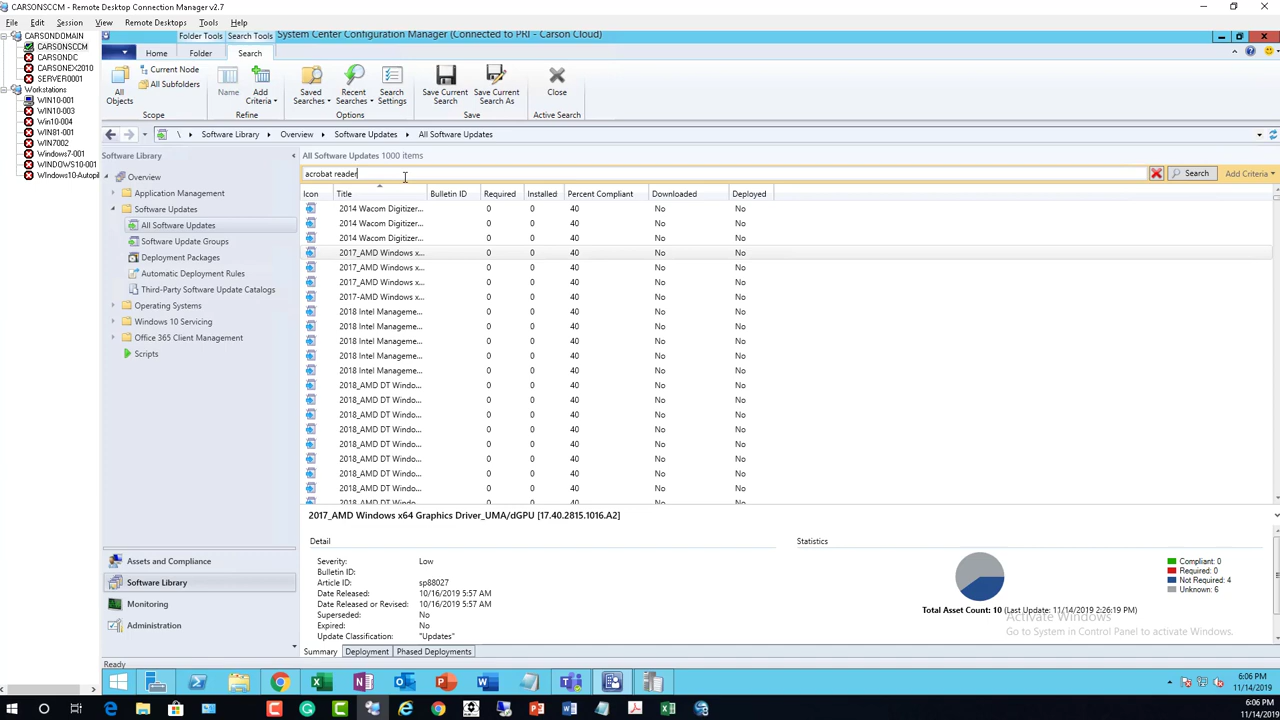 CARSONSCCM - Remote Desktop Connection Manager v2.7
File Edit Session View Remote Desktops Tools Help
CARSONDOMAIN
CARSONSCCM
CARSONDC
CARSONEX2010
SERVER0001
Workstations
WIN10-001
WIN10-003
Win10-004
WIN81-001
WIN7002
Windows7-001
WINDOWS10-001
Windows10-Autopil
Folder Tools Search Tools System Center Configuration Manager (Connected to PRI - Carson Cloud)
Home Folder Search
All Objects
Current Node
All Subfolders
Scope
Name
Add Criteria
Refine
Saved Searches
Recent Searches
Search Settings
Options
Save Current Search
Save Current Search As
Save
Close
Active Search
\ Software Library Overview Software Updates All Software Updates
Software Library
Overview
Application Management
Software Updates
All Software Updates
Software Update Groups
Deployment Packages
Automatic Deployment Rules
Third-Party Software Update Catalogs
Operating Systems
Windows 10 Servicing
Office 365 Client Management
Scripts
Assets and Compliance
Software Library
Monitoring
Administration
All Software Updates 1000 items
acrobat reader Search Add Criteria
Icon Title Bulletin ID Required Installed Percent Compliant Downloaded Deployed
2014 Wacom Digitizer... 0 0 40 No No
2014 Wacom Digitizer... 0 0 40 No No
2014 Wacom Digitizer... 0 0 40 No No
2017_AMD Windows x... 0 0 40 No No
2017_AMD Windows x... 0 0 40 No No
2017_AMD Windows x... 0 0 40 No No
2017-AMD Windows x... 0 0 40 No No
2018 Intel Manageme... 0 0 40 No No
2018 Intel Manageme... 0 0 40 No No
2018 Intel Manageme... 0 0 40 No No
2018 Intel Manageme... 0 0 40 No No
2018 Intel Manageme... 0 0 40 No No
2018_AMD DT Windo... 0 0 40 No No
2018_AMD DT Windo... 0 0 40 No No
2018_AMD DT Windo... 0 0 40 No No
2018_AMD DT Windo... 0 0 40 No No
2018_AMD DT Windo... 0 0 40 No No
2018_AMD DT Windo... 0 0 40 No No
2018_AMD DT Windo... 0 0 40 No No
2018_AMD DT Windo... 0 0 40 No No
2018_AMD DT Windo... 0 0 40 No No
2017_AMD Windows x64 Graphics Driver_UMA/dGPU [17.40.2815.1016.A2]
Detail
Severity: Low
Bulletin ID:
Article ID: sp88027
Date Released: 10/16/2019 5:57 AM
Date Released or Revised: 10/16/2019 5:57 AM
Superseded: No
Expired: No
Update Classification: "Updates"
Statistics
Compliant: 0
Required: 0
Not Required: 4
Unknown: 6
Total Asset Count: 10 (Last Update: 11/14/2019 2:26:19 PM)
Activate Windows
Go to System in Control Panel to activate Windows.
Summary Deployment Phased Deployments
Ready
6:06 PM
11/14/2019
6:06 PM
11/14/2019